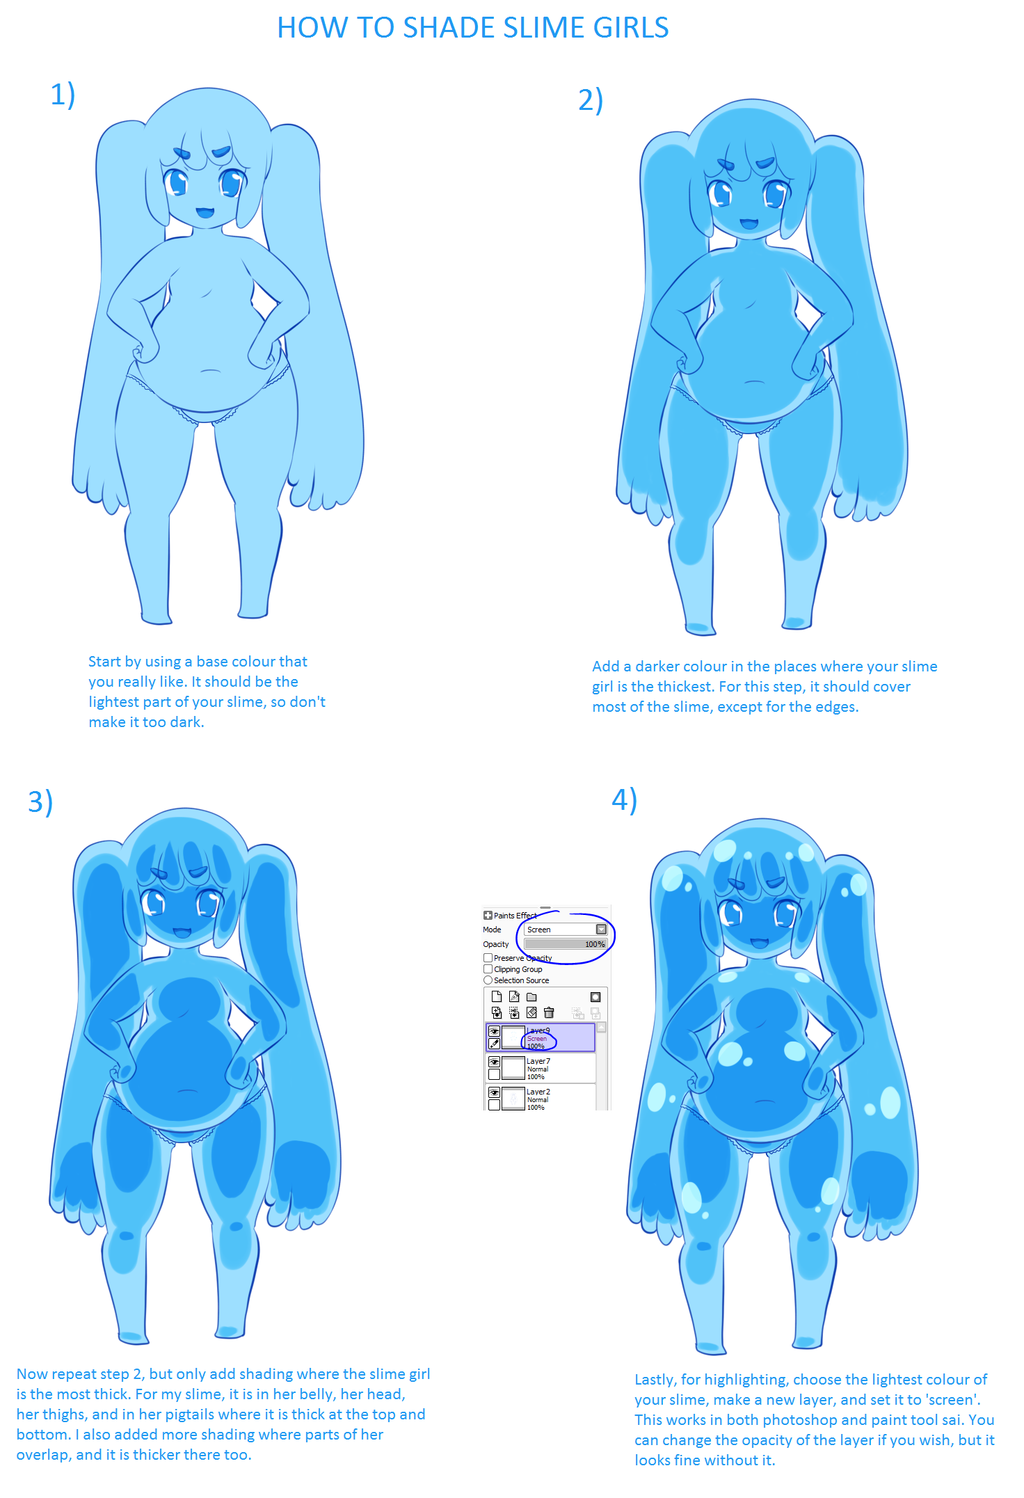 HOW TO SHADE SLIME GIRLS
1)
2)
Start by using a base colour that
you really like. It should be the
lightest part of your slime, so don't
make it too dark.
Add a darker colour in the places where your slime
girl is the thickest. For this step, it should cover
most of the slime, except for the edges.
3)
4)
Paints Effect
Mode Screen
Opacity 100%
Preserve Opacity
Clipping Group
Selection Source
Layer9
Screen
100%
Layer7
Normal
100%
Layer2
Normal
100%
Now repeat step 2, but only add shading where the slime girl
is the most thick. For my slime, it is in her belly, her head,
her thighs, and in her pigtails where it is thick at the top and
bottom. I also added more shading where parts of her
overlap, and it is thicker there too.
Lastly, for highlighting, choose the lightest colour of
your slime, make a new layer, and set it to 'screen'.
This works in both photoshop and paint tool sai. You
can change the opacity of the layer if you wish, but it
looks fine without it.